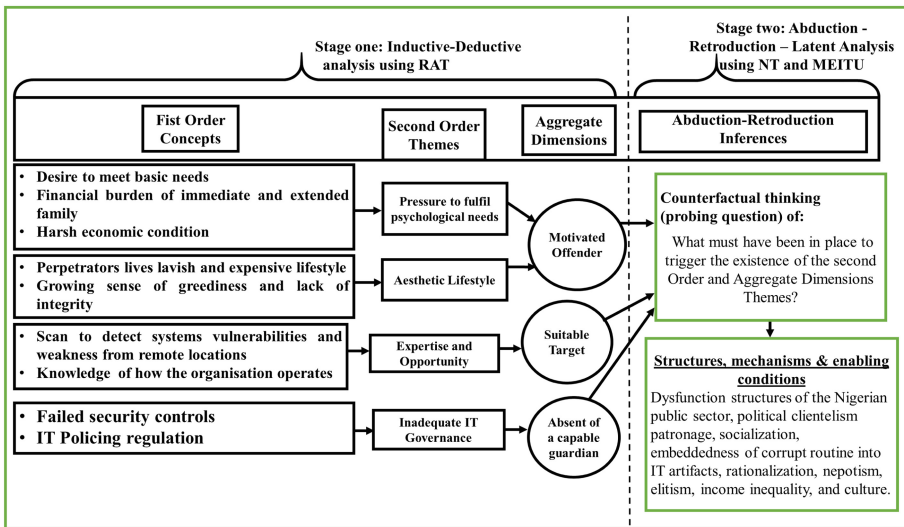 Stage one: Inductive-Deductive
analysis using RAT
Stage two: Abduction -
Retroduction – Latent Analysis
using NT and MEITU
Fist Order
Concepts
Second Order
Themes
Aggregate
Dimensions
Abduction-Retroduction
Inferences
• Desire to meet basic needs
• Financial burden of immediate and extended
family
• Harsh economic condition
Pressure to fulfil
psychological needs
Motivated
Offender
• Perpetrators lives lavish and expensive lifestyle
• Growing sense of greediness and lack of
integrity
Aesthetic Lifestyle
• Scan to detect systems vulnerabilities and
weakness from remote locations
• Knowledge of how the organisation operates
Expertise and
Opportunity
Suitable
Target
• Failed security controls
• IT Policing regulation
Inadequate IT
Governance
Absent of
a capable
guardian
Counterfactual thinking
(probing question) of:
What must have been in place to
trigger the existence of the second
Order and Aggregate Dimensions
Themes?
Structures, mechanisms & enabling
conditions
Dysfunction structures of the Nigerian
public sector, political clientelism
patronage, socialization,
embeddedness of corrupt routine into
IT artifacts, rationalization, nepotism,
elitism, income inequality, and culture.